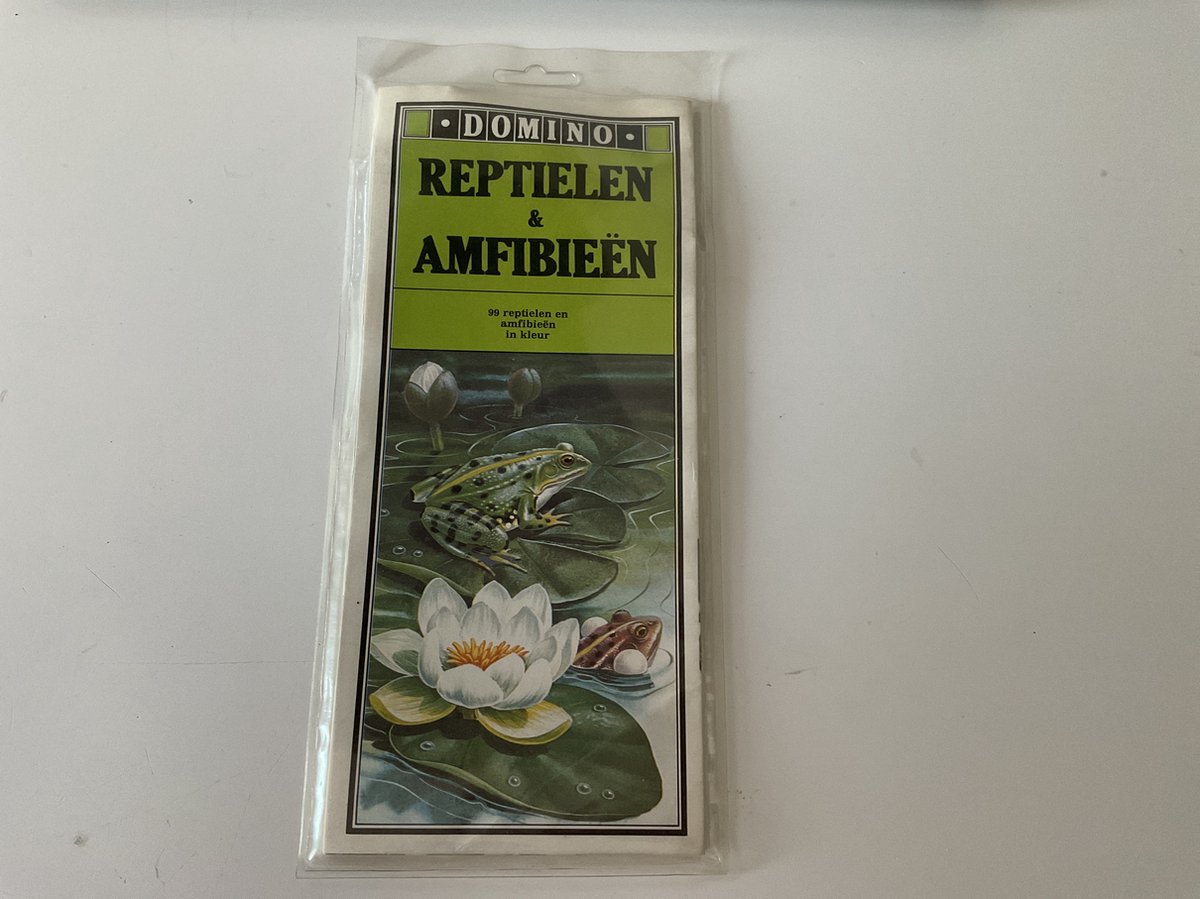 · DOMINO ·
REPTIELEN
&
AMFIBIEËN
99 reptielen en
amfibieën
in kleur